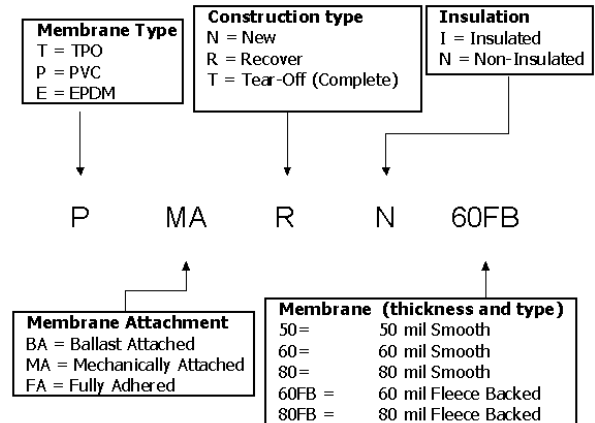 Membrane Type
T = TPO
P = PVC
E = EPDM
Construction type
N = New
R = Recover
T = Tear-Off (Complete)
Insulation
I = Insulated
N = Non-Insulated
P MA R N 60FB
Membrane Attachment
BA = Ballast Attached
MA = Mechanically Attached
FA = Fully Adhered
Membrane (thickness and type)
50= 50 mil Smooth
60= 60 mil Smooth
80= 80 mil Smooth
60FB = 60 mil Fleece Backed
80FB = 80 mil Fleece Backed